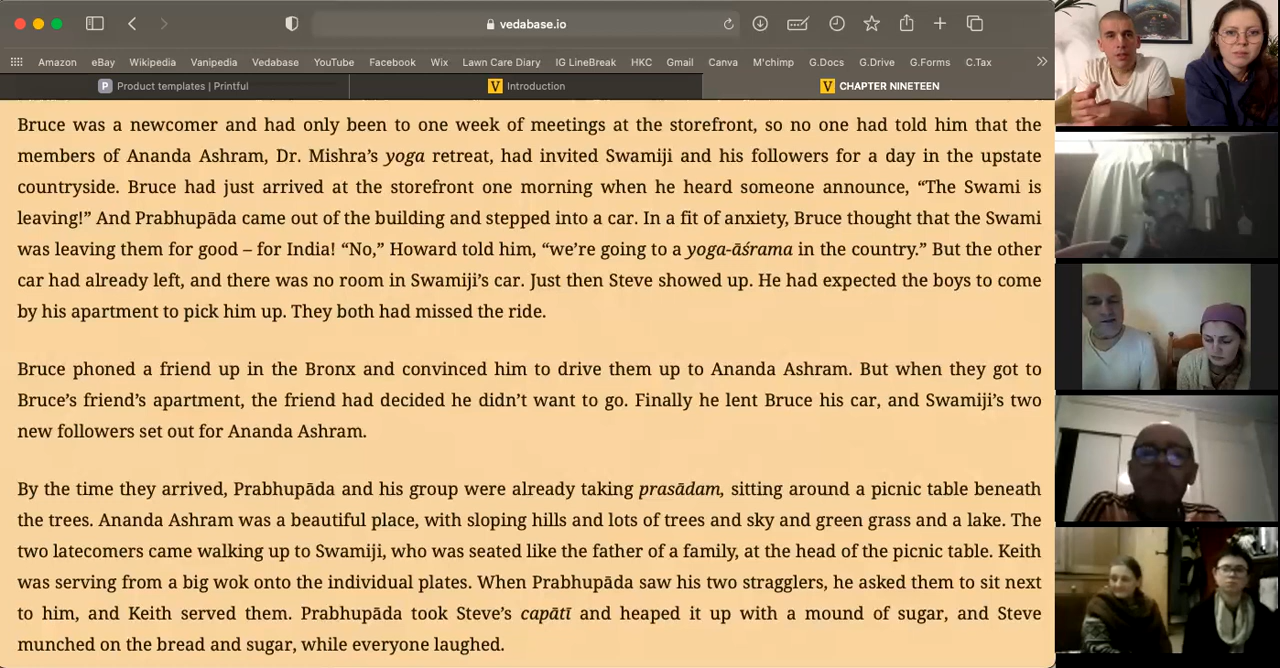 vedabase.io
Amazon eBay Wikipedia Vanipedia Vedabase YouTube Facebook Wix Lawn Care Diary IG LineBreak HKC Gmail Canva M'chimp G.Docs G.Drive G.Forms C.Tax
P Product templates | Printful V Introduction V CHAPTER NINETEEN
Bruce was a newcomer and had only been to one week of meetings at the storefront, so no one had told him that the
members of Ananda Ashram, Dr. Mishra’s yoga retreat, had invited Swamiji and his followers for a day in the upstate
countryside. Bruce had just arrived at the storefront one morning when he heard someone announce, “The Swami is
leaving!” And Prabhupāda came out of the building and stepped into a car. In a fit of anxiety, Bruce thought that the Swami
was leaving them for good – for India! “No,” Howard told him, “we’re going to a yoga-āśrama in the country.” But the other
car had already left, and there was no room in Swamiji’s car. Just then Steve showed up. He had expected the boys to come
by his apartment to pick him up. They both had missed the ride.
Bruce phoned a friend up in the Bronx and convinced him to drive them up to Ananda Ashram. But when they got to
Bruce’s friend’s apartment, the friend had decided he didn’t want to go. Finally he lent Bruce his car, and Swamiji’s two
new followers set out for Ananda Ashram.
By the time they arrived, Prabhupāda and his group were already taking prasādam, sitting around a picnic table beneath
the trees. Ananda Ashram was a beautiful place, with sloping hills and lots of trees and sky and green grass and a lake. The
two latecomers came walking up to Swamiji, who was seated like the father of a family, at the head of the picnic table. Keith
was serving from a big wok onto the individual plates. When Prabhupāda saw his two stragglers, he asked them to sit next
to him, and Keith served them. Prabhupāda took Steve’s capātī and heaped it up with a mound of sugar, and Steve
munched on the bread and sugar, while everyone laughed.